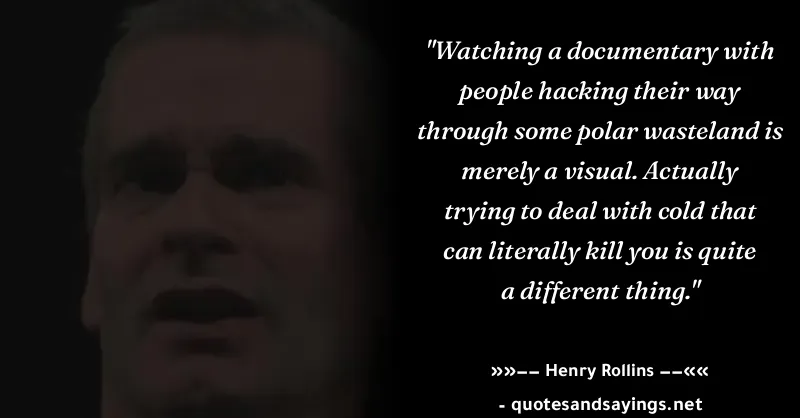 "Watching a documentary with
people hacking their way
through some polar wasteland is
merely a visual. Actually
trying to deal with cold that
can literally kill you is quite
a different thing."
»»−− Henry Rollins −−««
- quotesandsayings.net